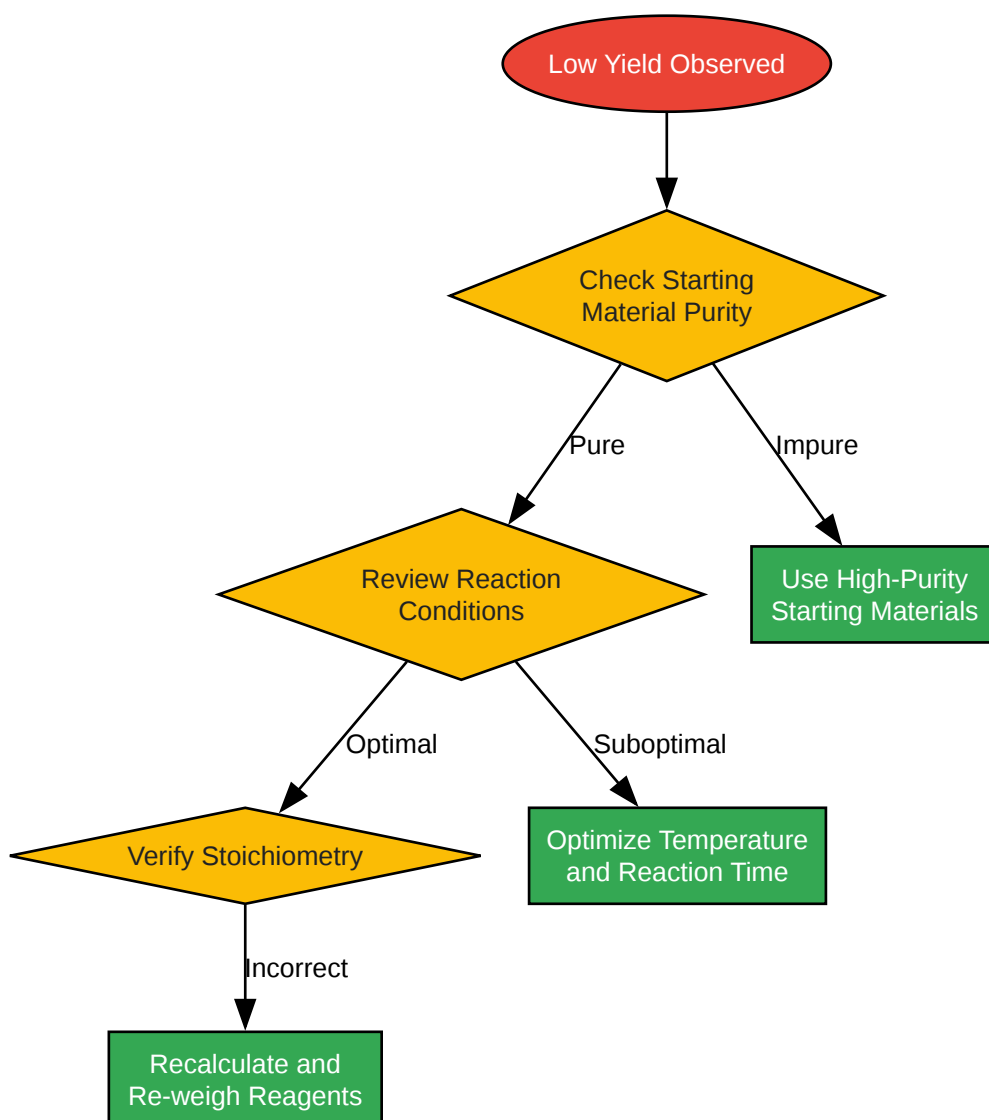 Low Yield Observed
Check Starting
Material Purity
Pure
Impure
Review Reaction
Conditions
Use High-Purity
Starting Materials
Optimal
Suboptimal
Verify Stoichiometry
Optimize Temperature
and Reaction Time
Incorrect
Recalculate and
Re-weigh Reagents